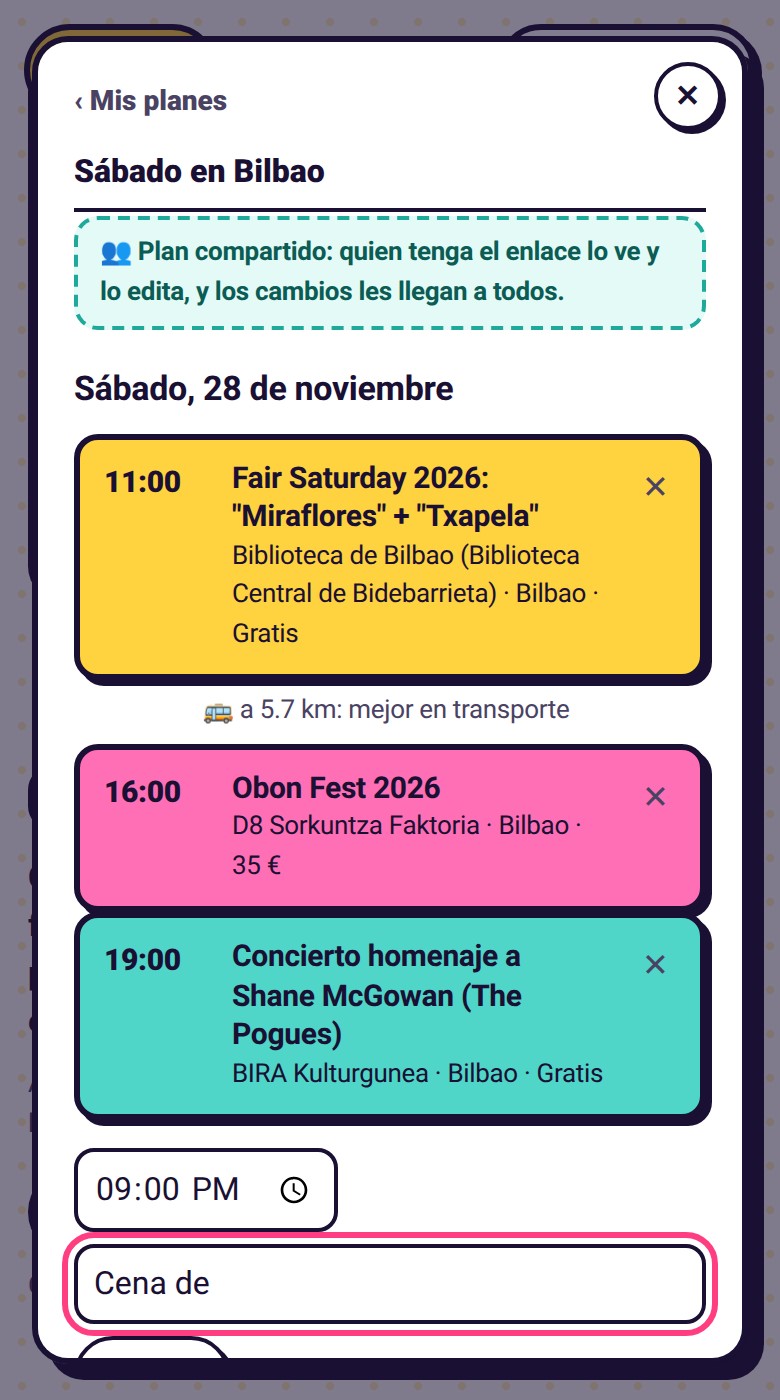 ‹ Mis planes
✕
Sábado en Bilbao
👥 Plan compartido: quien tenga el enlace lo ve y
lo edita, y los cambios les llegan a todos.
Sábado, 28 de noviembre
11:00
Fair Saturday 2026:
"Miraflores" + "Txapela"
Biblioteca de Bilbao (Biblioteca
Central de Bidebarrieta) · Bilbao ·
Gratis
✕
🚌 a 5.7 km: mejor en transporte
16:00
Obon Fest 2026
D8 Sorkuntza Faktoria · Bilbao ·
35 €
✕
19:00
Concierto homenaje a
Shane McGowan (The
Pogues)
BIRA Kulturgunea · Bilbao · Gratis
✕
09:00 PM
Cena de